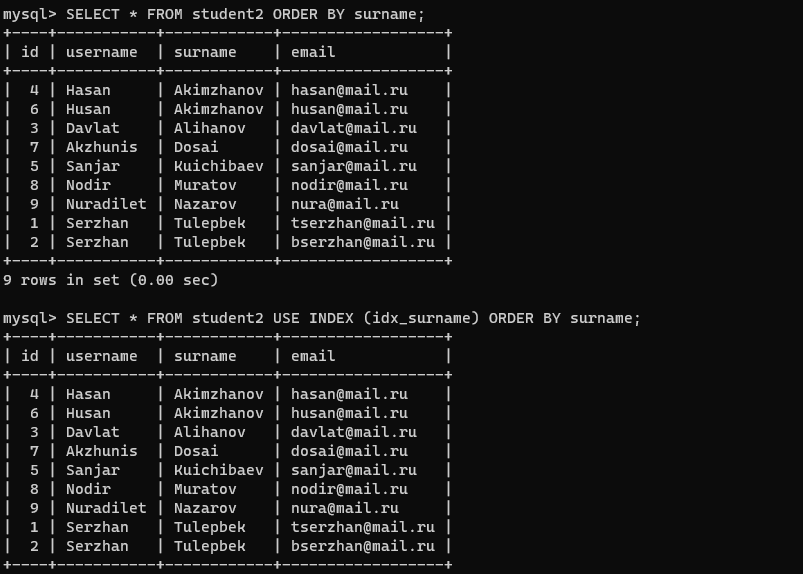 mysql> SELECT * FROM student2 ORDER BY surname;
+----+-----------+------------+------------------+
| id | username  | surname    | email            |
+----+-----------+------------+------------------+
|  4 | Hasan     | Akimzhanov | hasan@mail.ru    |
|  6 | Husan     | Akimzhanov | husan@mail.ru    |
|  3 | Davlat    | Alihanov   | davlat@mail.ru   |
|  7 | Akzhunis  | Dosai      | dosai@mail.ru    |
|  5 | Sanjar    | Kuichibaev | sanjar@mail.ru   |
|  8 | Nodir     | Muratov    | nodir@mail.ru    |
|  9 | Nuradilet | Nazarov    | nura@mail.ru     |
|  1 | Serzhan   | Tulepbek   | tserzhan@mail.ru |
|  2 | Serzhan   | Tulepbek   | bserzhan@mail.ru |
+----+-----------+------------+------------------+
9 rows in set (0.00 sec)

mysql> SELECT * FROM student2 USE INDEX (idx_surname) ORDER BY surname;
+----+-----------+------------+------------------+
| id | username  | surname    | email            |
+----+-----------+------------+------------------+
|  4 | Hasan     | Akimzhanov | hasan@mail.ru    |
|  6 | Husan     | Akimzhanov | husan@mail.ru    |
|  3 | Davlat    | Alihanov   | davlat@mail.ru   |
|  7 | Akzhunis  | Dosai      | dosai@mail.ru    |
|  5 | Sanjar    | Kuichibaev | sanjar@mail.ru   |
|  8 | Nodir     | Muratov    | nodir@mail.ru    |
|  9 | Nuradilet | Nazarov    | nura@mail.ru     |
|  1 | Serzhan   | Tulepbek   | tserzhan@mail.ru |
|  2 | Serzhan   | Tulepbek   | bserzhan@mail.ru |
+----+-----------+------------+------------------+